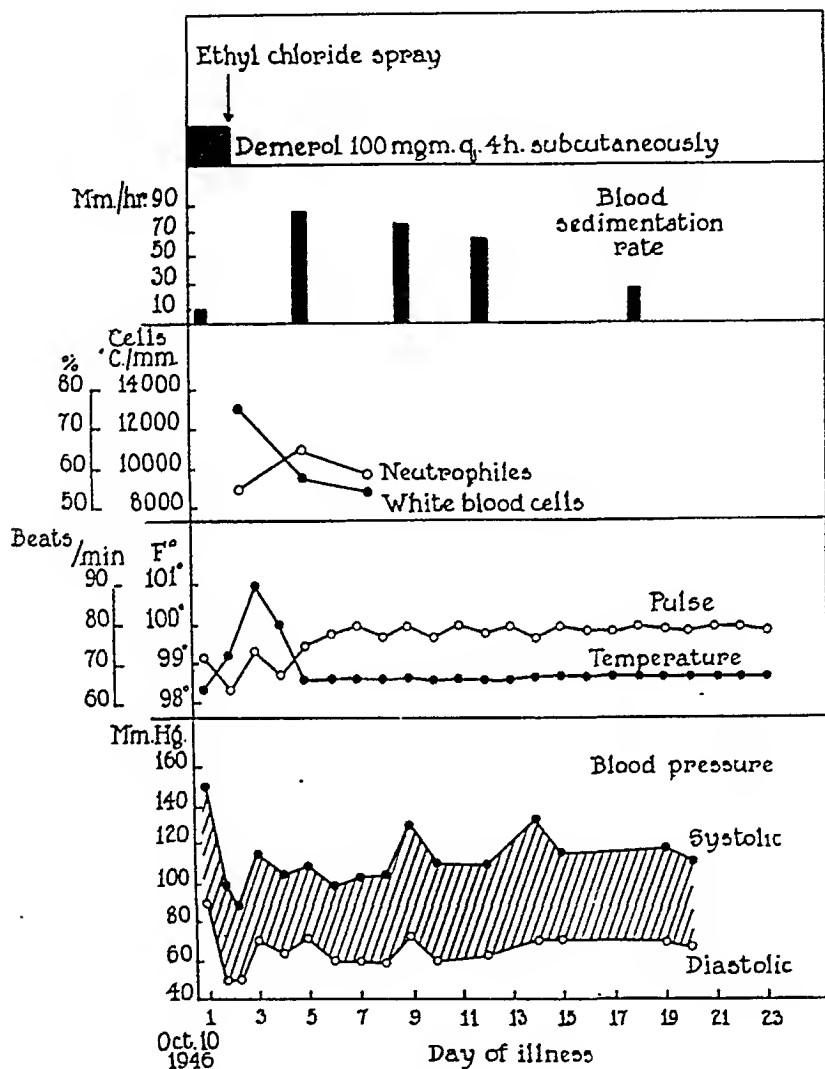 Ethyl chloride spray
Demerol 100 mgm. q. 4h. subcutaneously
Mm./hr. 90
70
50
30
10
Blood
sedimentation
rate
Cells
% °C./mm.
80 14000
70 12000
60 10000
50 8000
Neutrophiles
White blood cells
Beats
/min F°
90 101°
80 100°
70 99°
60 98°
Pulse
Temperature
Mm.Hg.
160
140
120
100
80
60
40
Blood pressure
Systolic
Diastolic
1 3 5 7 9 11 13 15 17 19 21 23
Oct. 10
1946
Day of illness